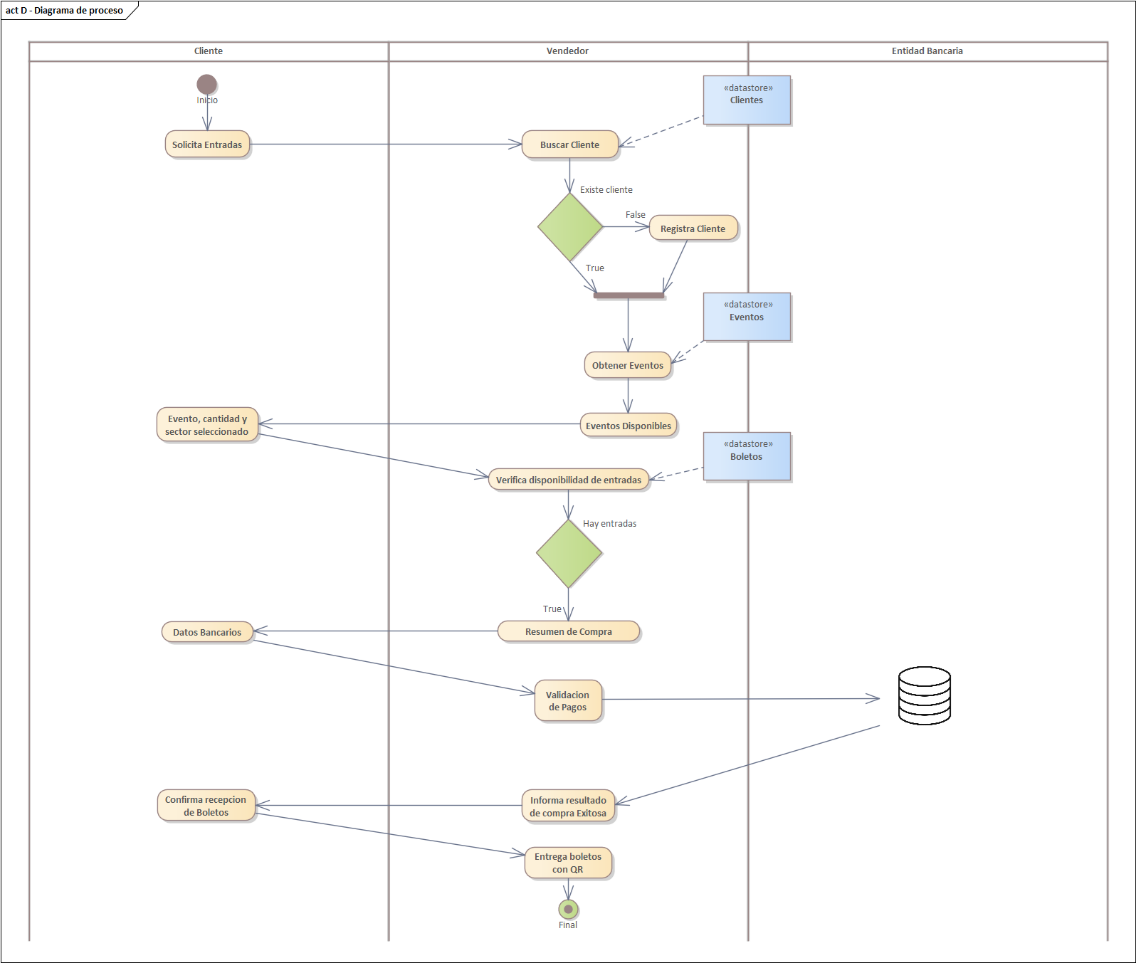 act D - Diagrama de proceso
Cliente
Vendedor
Entidad Bancaria
Inicio
«datastore»
Clientes
Solicita Entradas
Buscar Cliente
Existe cliente
False
Registra Cliente
True
«datastore»
Eventos
Obtener Eventos
Evento, cantidad y
sector seleccionado
Eventos Disponibles
«datastore»
Boletos
Verifica disponibilidad de entradas
Hay entradas
True
Datos Bancarios
Resumen de Compra
Validacion
de Pagos
Confirma recepcion
de Boletos
Informa resultado
de compra Exitosa
Entrega boletos
con QR
Final